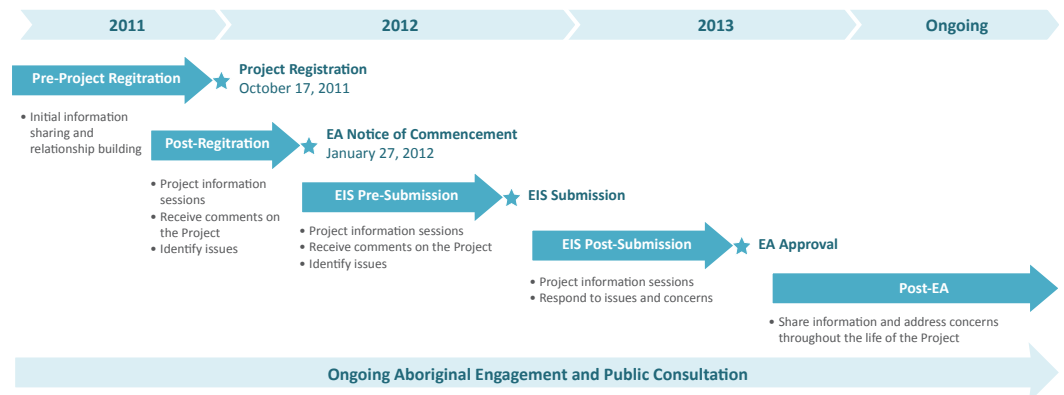 2011
2012
2013
Ongoing
Pre-Project Regitration
Project Registration
October 17, 2011
• Initial information
sharing and
relationship building
Post-Regitration
EA Notice of Commencement
January 27, 2012
• Project information
sessions
• Receive comments on
the Project
• Identify issues
EIS Pre-Submission
EIS Submission
• Project information sessions
• Receive comments on the Project
• Identify issues
EIS Post-Submission
EA Approval
• Project information sessions
• Respond to issues and concerns
Post-EA
• Share information and address concerns
throughout the life of the Project
Ongoing Aboriginal Engagement and Public Consultation